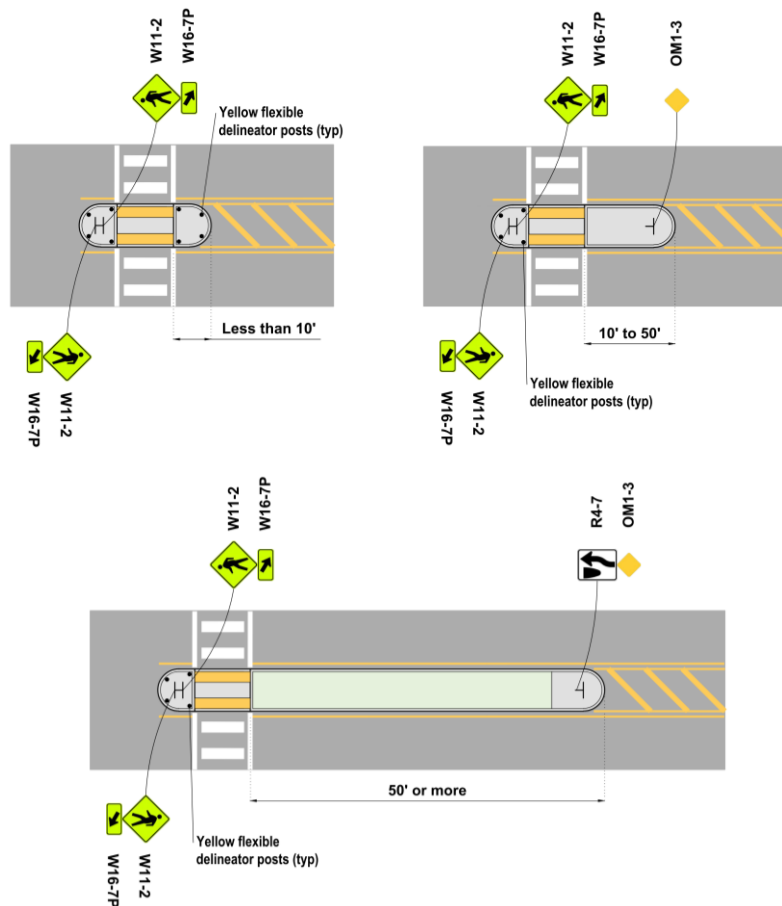 W11-2
W16-7P
Yellow flexible
delineator posts (typ)
Less than 10'
W16-7P
W11-2
W11-2
W16-7P
OM1-3
10' to 50'
Yellow flexible
delineator posts (typ)
W16-7P
W11-2
W11-2
W16-7P
R4-7
OM1-3
50' or more
Yellow flexible
delineator posts (typ)
W16-7P
W11-2